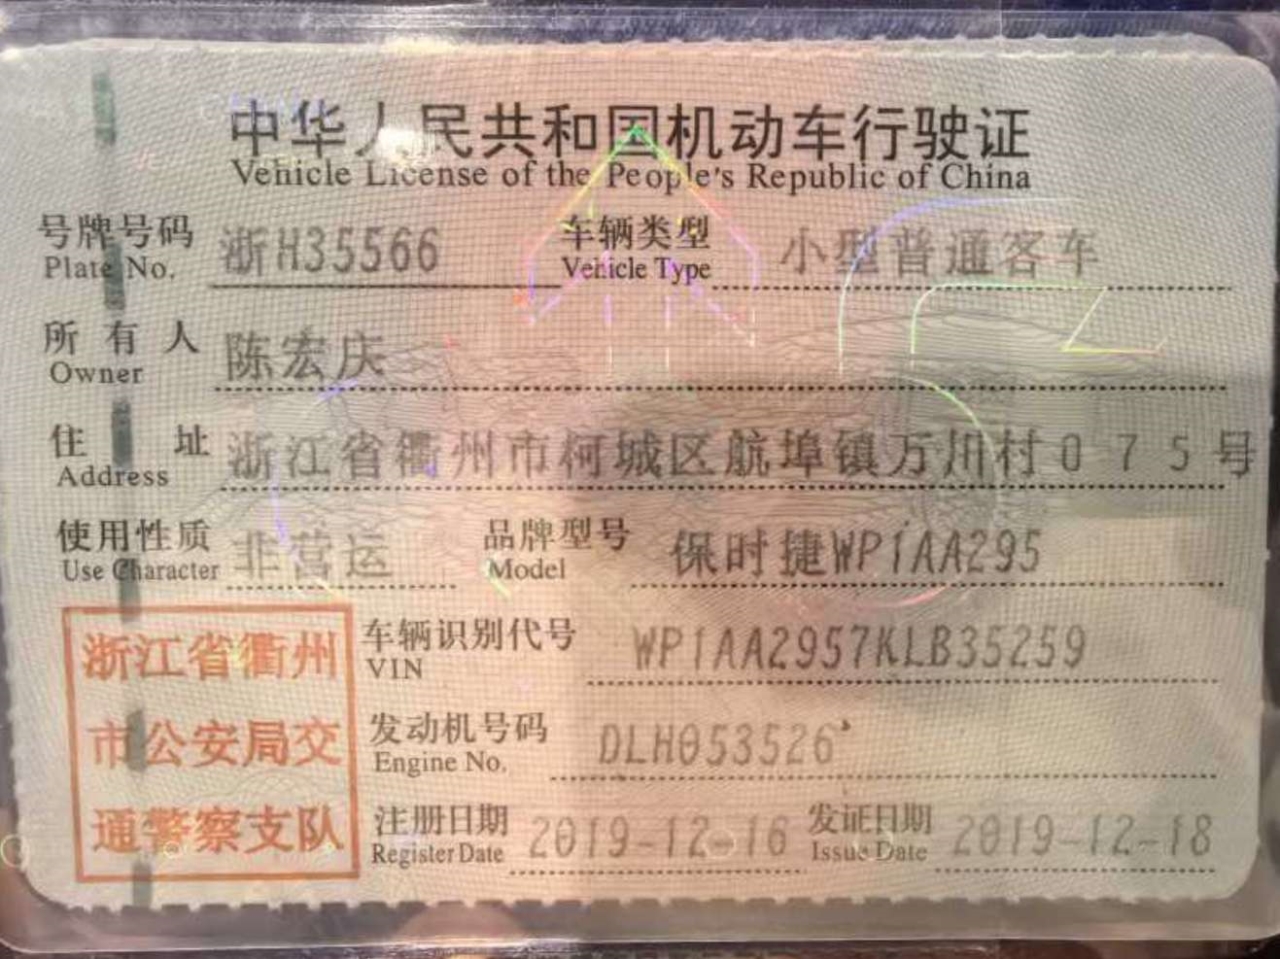 中华人民共和国机动车行驶证
Vehicle License of the People's Republic of China
号牌号码 浙H35566 车辆类型 小型普通客车
Plate No. Vehicle Type
所有人 陈宏庆
Owner
住址 浙江省衢州市柯城区航埠镇万川村075号
Address
使用性质 非营运 品牌型号 保时捷WP1AA295
Use Character Model
浙江省衢州 车辆识别代号 WP1AA2957KLB35259
VIN
市公安局交 发动机号码 DLH053526
Engine No.
通警察支队 注册日期 2019-12-16 发证日期 2019-12-18
Register Date Issue Date